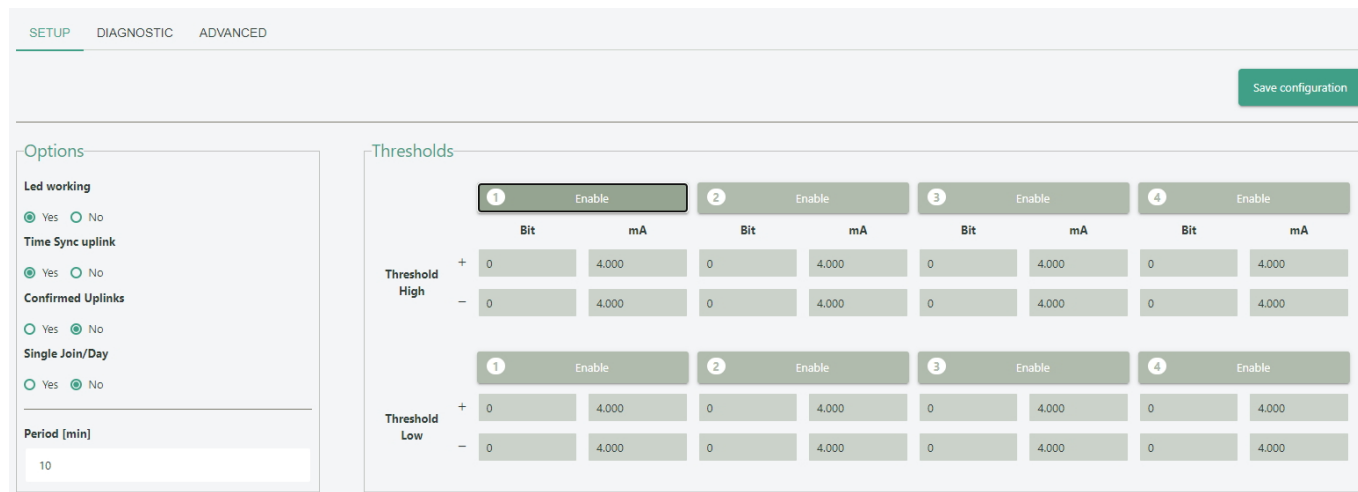 SETUP DIAGNOSTIC ADVANCED
Save configuration
Options
Led working
Yes No
Time Sync uplink
Yes No
Confirmed Uplinks
Yes No
Single Join/Day
Yes No
Period [min]
10
Thresholds
1 Enable 2 Enable 3 Enable 4 Enable
Bit mA Bit mA Bit mA Bit mA
Threshold
High
+ 0 4.000 0 4.000 0 4.000 0 4.000
− 0 4.000 0 4.000 0 4.000 0 4.000
1 Enable 2 Enable 3 Enable 4 Enable
Threshold
Low
+ 0 4.000 0 4.000 0 4.000 0 4.000
− 0 4.000 0 4.000 0 4.000 0 4.000